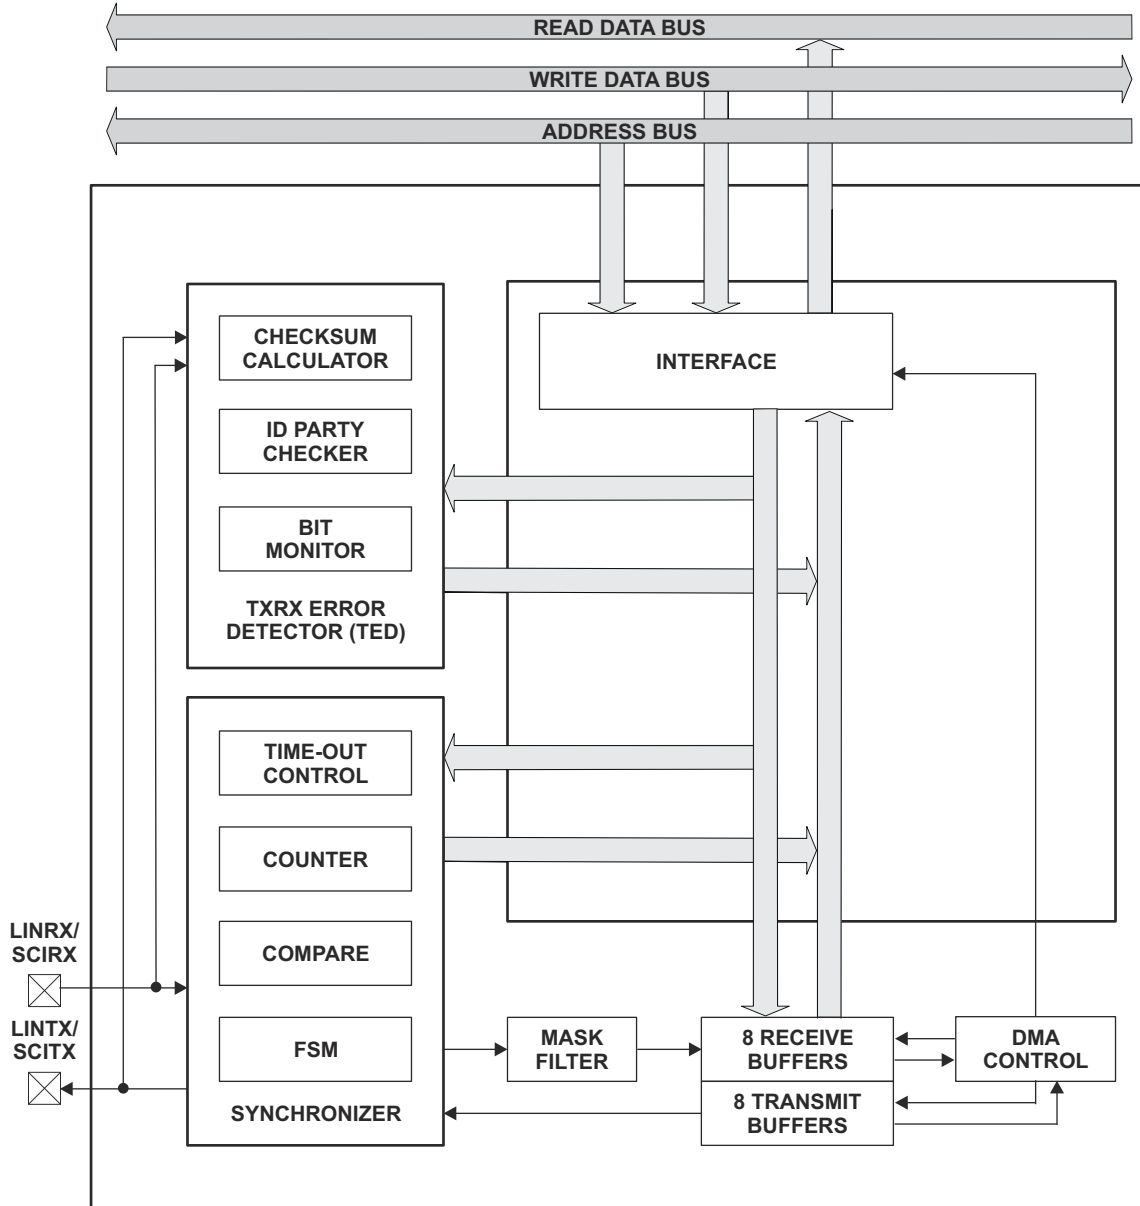 READ DATA BUS
WRITE DATA BUS
ADDRESS BUS
CHECKSUM
CALCULATOR
INTERFACE
ID PARTY
CHECKER
BIT
MONITOR
TXRX ERROR
DETECTOR (TED)
TIME-OUT
CONTROL
COUNTER
COMPARE
LINRX/
SCIRX
LINTX/
SCITX
FSM
SYNCHRONIZER
MASK
FILTER
8 RECEIVE
BUFFERS
8 TRANSMIT
BUFFERS
DMA
CONTROL